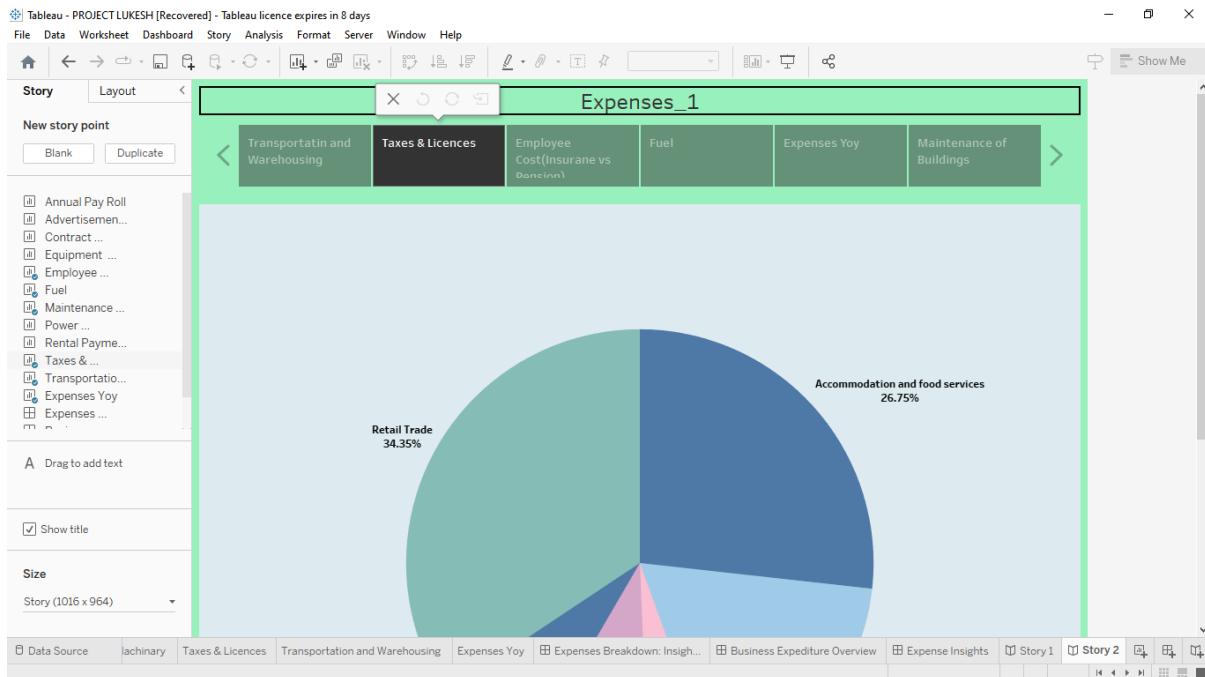 Tableau - PROJECT LUKESH [Recovered] - Tableau licence expires in 8 days
File Data Worksheet Dashboard Story Analysis Format Server Window Help
Show Me
Story Layout
New story point
Blank Duplicate
Annual Pay Roll
Advertisemen...
Contract ...
Equipment ...
Employee ...
Fuel
Maintenance ...
Power ...
Rental Payme...
Taxes & ...
Transportatio...
Expenses Yoy
Expenses ...
A Drag to add text
Show title
Size
Story (1016 x 964)
Expenses_1
Transportatin and
Warehousing
Taxes & Licences
Employee
Cost(Insurane vs
Pension)
Fuel
Expenses Yoy
Maintenance of
Buildings
Accommodation and food services
26.75%
Retail Trade
34.35%
Data Source lachinary Taxes & Licences Transportation and Warehousing Expenses Yoy Expenses Breakdown: Insigh... Business Expediture Overview Expense Insights Story 1 Story 2